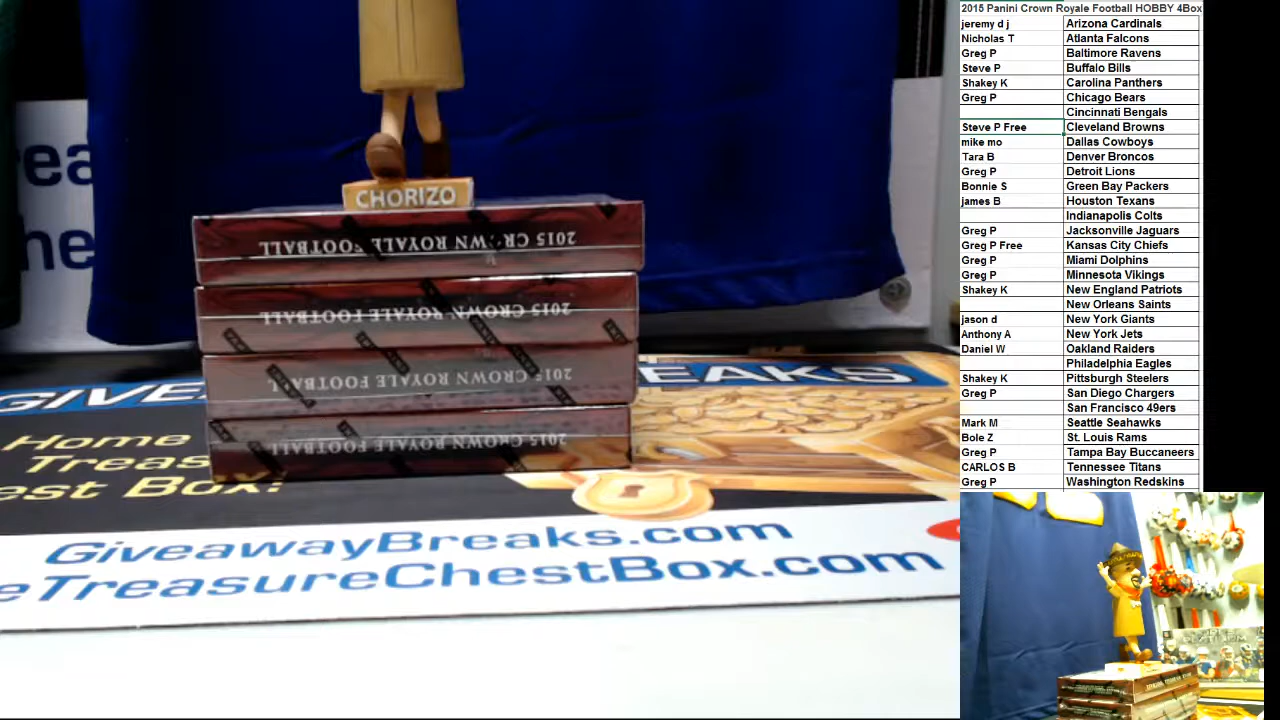 2015 Panini Crown Royale Football HOBBY 4Box
jeremy d j Arizona Cardinals
Nicholas T Atlanta Falcons
Greg P Baltimore Ravens
Steve P Buffalo Bills
Shakey K Carolina Panthers
Greg P Chicago Bears
Cincinnati Bengals
Steve P Free Cleveland Browns
mike mo Dallas Cowboys
Tara B Denver Broncos
Greg P Detroit Lions
Bonnie S Green Bay Packers
james B Houston Texans
Indianapolis Colts
Greg P Jacksonville Jaguars
Greg P Free Kansas City Chiefs
Greg P Miami Dolphins
Greg P Minnesota Vikings
Shakey K New England Patriots
New Orleans Saints
jason d New York Giants
Anthony A New York Jets
Daniel W Oakland Raiders
Philadelphia Eagles
Shakey K Pittsburgh Steelers
Greg P San Diego Chargers
San Francisco 49ers
Mark M Seattle Seahawks
Bole Z St. Louis Rams
Greg P Tampa Bay Buccaneers
CARLOS B Tennessee Titans
Greg P Washington Redskins
CHORIZO
2015 CROWN ROYALE FOOTBALL
2015 CROWN ROYALE FOOTBALL
2015 CROWN ROYALE FOOTBALL
2015 CROWN ROYALE FOOTBALL
GIVE EAKS
Home
Treas
est Box!
GiveawayBreaks.com
eTreasureChestBox.com